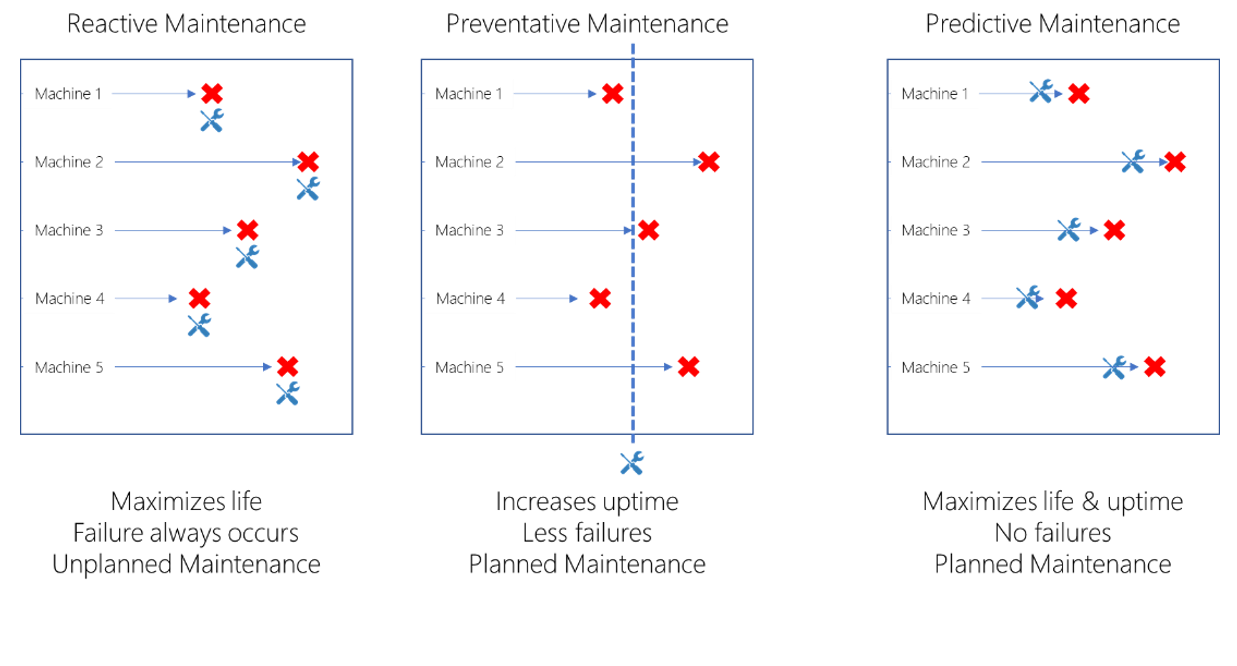 Reactive Maintenance
Machine 1
Machine 2
Machine 3
Machine 4
Machine 5
Maximizes life
Failure always occurs
Unplanned Maintenance
Preventative Maintenance
Machine 1
Machine 2
Machine 3
Machine 4
Machine 5
Increases uptime
Less failures
Planned Maintenance
Predictive Maintenance
Machine 1
Machine 2
Machine 3
Machine 4
Machine 5
Maximizes life & uptime
No failures
Planned Maintenance